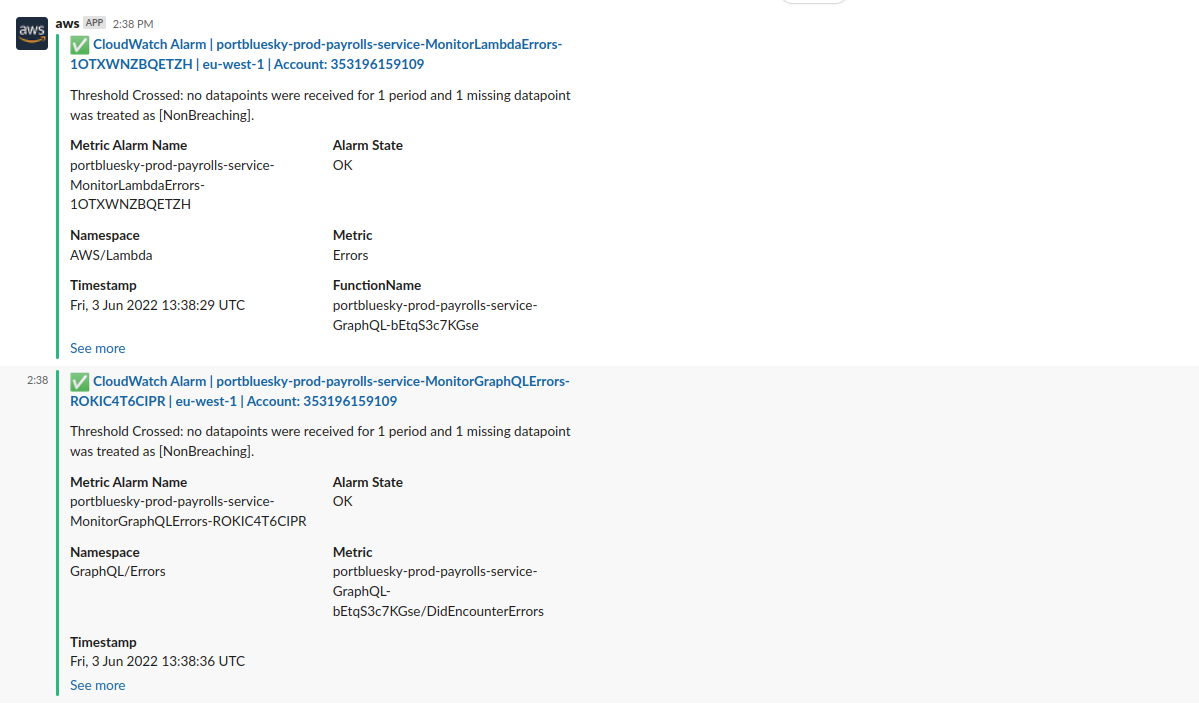 aws
aws APP 2:38 PM
CloudWatch Alarm | portbluesky-prod-payrolls-service-MonitorLambdaErrors-
1OTXWNZBQETZH | eu-west-1 | Account: 353196159109
Threshold Crossed: no datapoints were received for 1 period and 1 missing datapoint
was treated as [NonBreaching].
Metric Alarm Name
portbluesky-prod-payrolls-service-
MonitorLambdaErrors-
1OTXWNZBQETZH
Alarm State
OK
Namespace
AWS/Lambda
Metric
Errors
Timestamp
Fri, 3 Jun 2022 13:38:29 UTC
FunctionName
portbluesky-prod-payrolls-service-
GraphQL-bEtqS3c7KGse
See more
2:38
CloudWatch Alarm | portbluesky-prod-payrolls-service-MonitorGraphQLErrors-
ROKIC4T6CIPR | eu-west-1 | Account: 353196159109
Threshold Crossed: no datapoints were received for 1 period and 1 missing datapoint
was treated as [NonBreaching].
Metric Alarm Name
portbluesky-prod-payrolls-service-
MonitorGraphQLErrors-ROKIC4T6CIPR
Alarm State
OK
Namespace
GraphQL/Errors
Metric
portbluesky-prod-payrolls-service-
GraphQL-
bEtqS3c7KGse/DidEncounterErrors
Timestamp
Fri, 3 Jun 2022 13:38:36 UTC
See more